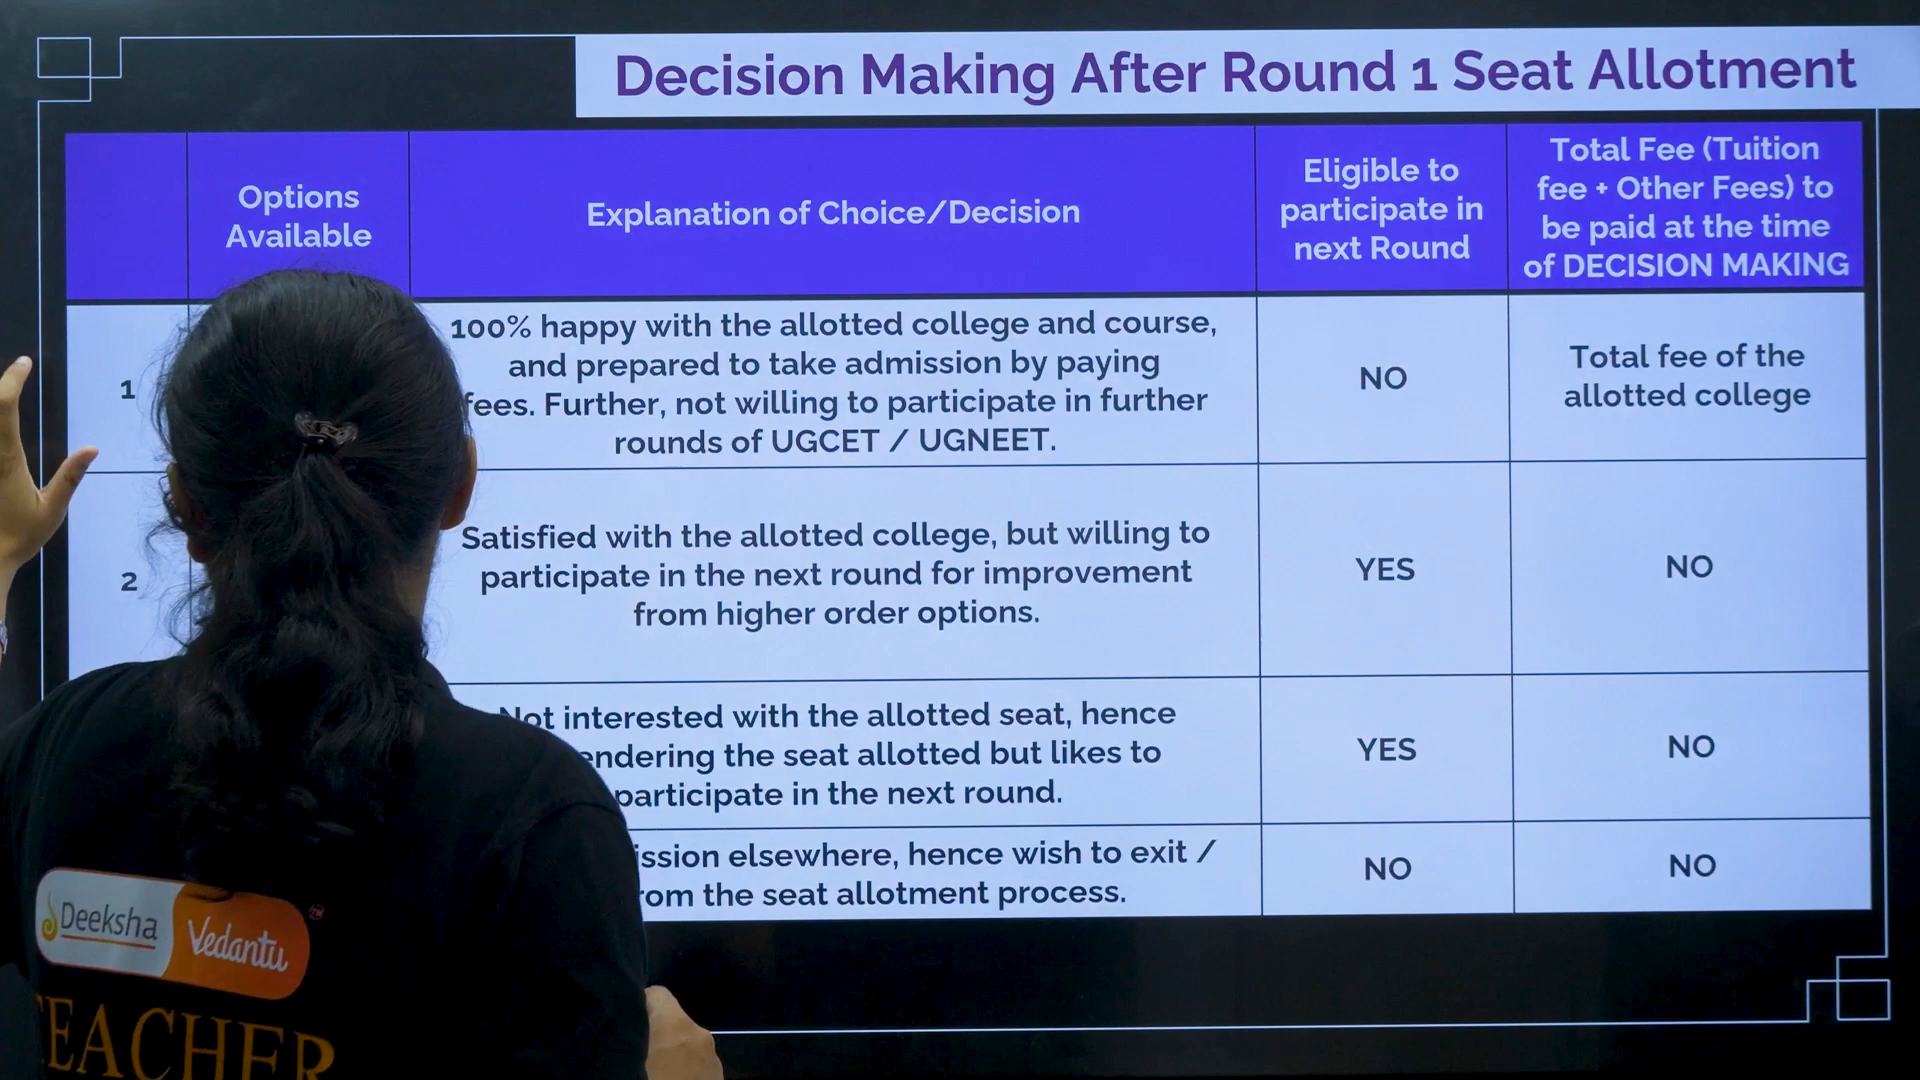 Decision Making After Round 1 Seat Allotment
Options
Available
Explanation of Choice/Decision
Eligible to
participate in
next Round
Total Fee (Tuition
fee + Other Fees) to
be paid at the time
of DECISION MAKING
1
100% happy with the allotted college and course,
and prepared to take admission by paying
fees. Further, not willing to participate in further
rounds of UGCET / UGNEET.
NO
Total fee of the
allotted college
2
Satisfied with the allotted college, but willing to
participate in the next round for improvement
from higher order options.
YES
NO
Not interested with the allotted seat, hence
the seat allotted but likes to
participate in the next round.
YES
NO
elsewhere, hence wish to exit /
the seat allotment process.
NO
NO
Deeksha
Vedantu
TEACHER